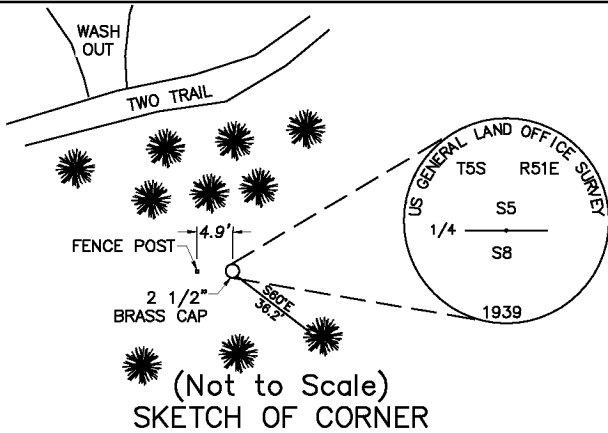 WASH
OUT
TWO TRAIL
US GENERAL LAND OFFICE SURVEY
T5S R51E
S5
1/4
S8
1939
4.9'
FENCE POST
2 1/2"
BRASS CAP
S60°E
36.2'
(Not to Scale)
SKETCH OF CORNER